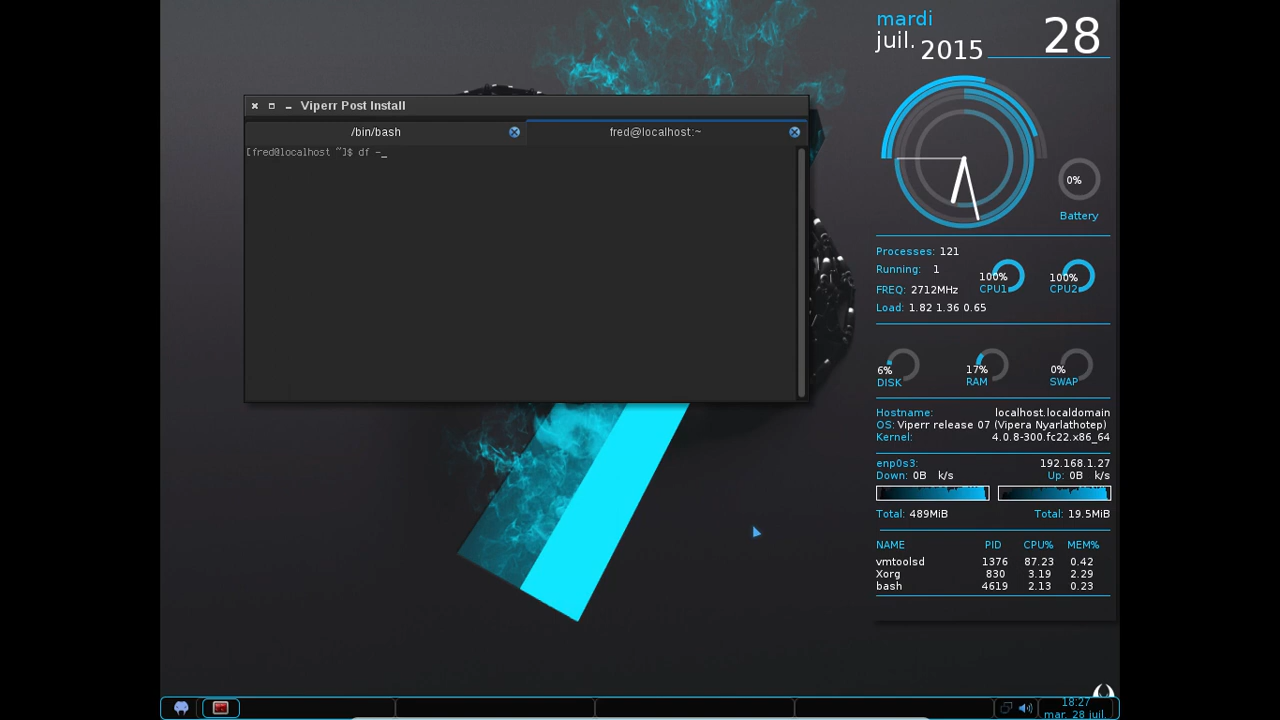 Viperr Post Install
/bin/bash
fred@localhost:~
[fred@localhost ~]$ df -_
mardi
28
juil. 2015
0%
Battery
Processes: 121
Running: 1
100%
CPU1
100%
CPU2
FREQ: 2712MHz
Load: 1.82 1.36 0.65
6%
DISK
17%
RAM
0%
SWAP
Hostname: localhost.localdomain
OS: Viperr release 07 (Vipera Nyarlathotep)
Kernel: 4.0.8-300.fc22.x86_64
enp0s3: 192.168.1.27
Down: 0B k/s Up: 0B k/s
Total: 489MiB Total: 19.5MiB
NAME PID CPU% MEM%
vmtoolsd 1376 87.23 0.42
Xorg 830 3.19 2.29
bash 4619 2.13 0.23
18:27
mar. 28 juil.